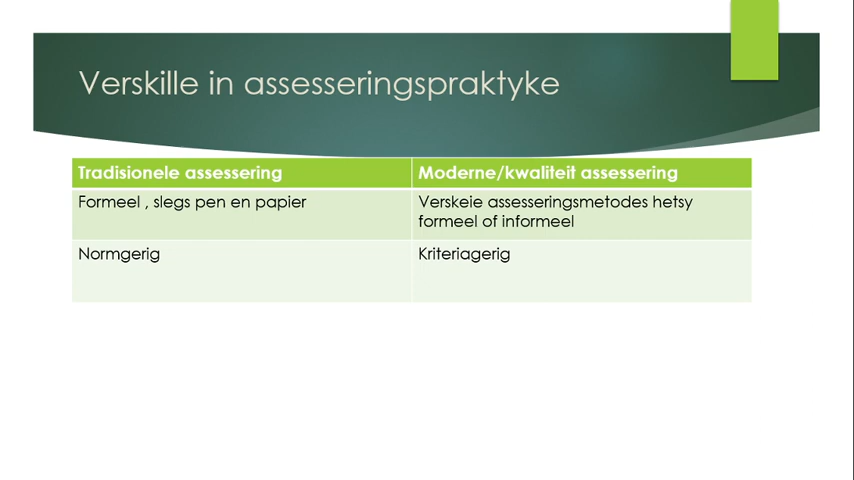 Verskille in assesseringspraktyke
Tradisionele assessering
Moderne/kwaliteit assessering
Formeel , slegs pen en papier
Verskeie assesseringsmetodes hetsy
formeel of informeel
Normgerig
Kriteriagerig